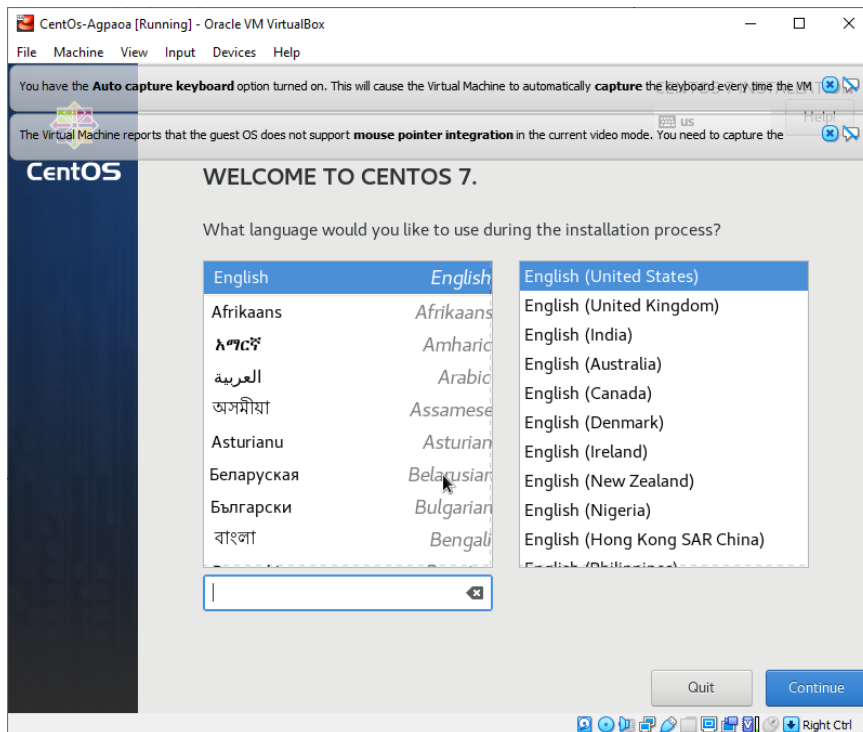 CentOs-Agpaoa [Running] - Oracle VM VirtualBox
File Machine View Input Devices Help
You have the Auto capture keyboard option turned on. This will cause the Virtual Machine to automatically capture the keyboard every time the VM
us
Help!
The Virtual Machine reports that the guest OS does not support mouse pointer integration in the current video mode. You need to capture the
CentOS
WELCOME TO CENTOS 7.
What language would you like to use during the installation process?
English English English (United States)
Afrikaans Afrikaans English (United Kingdom)
አማርኛ Amharic English (India)
العربية Arabic English (Australia)
অসমীয়া Assamese English (Canada)
Asturianu Asturian English (Denmark)
Беларуская Belarusian English (Ireland)
Български Bulgarian English (New Zealand)
বাংলা Bengali English (Nigeria)
English (Hong Kong SAR China)
English (Philippines)
Quit Continue
Right Ctrl